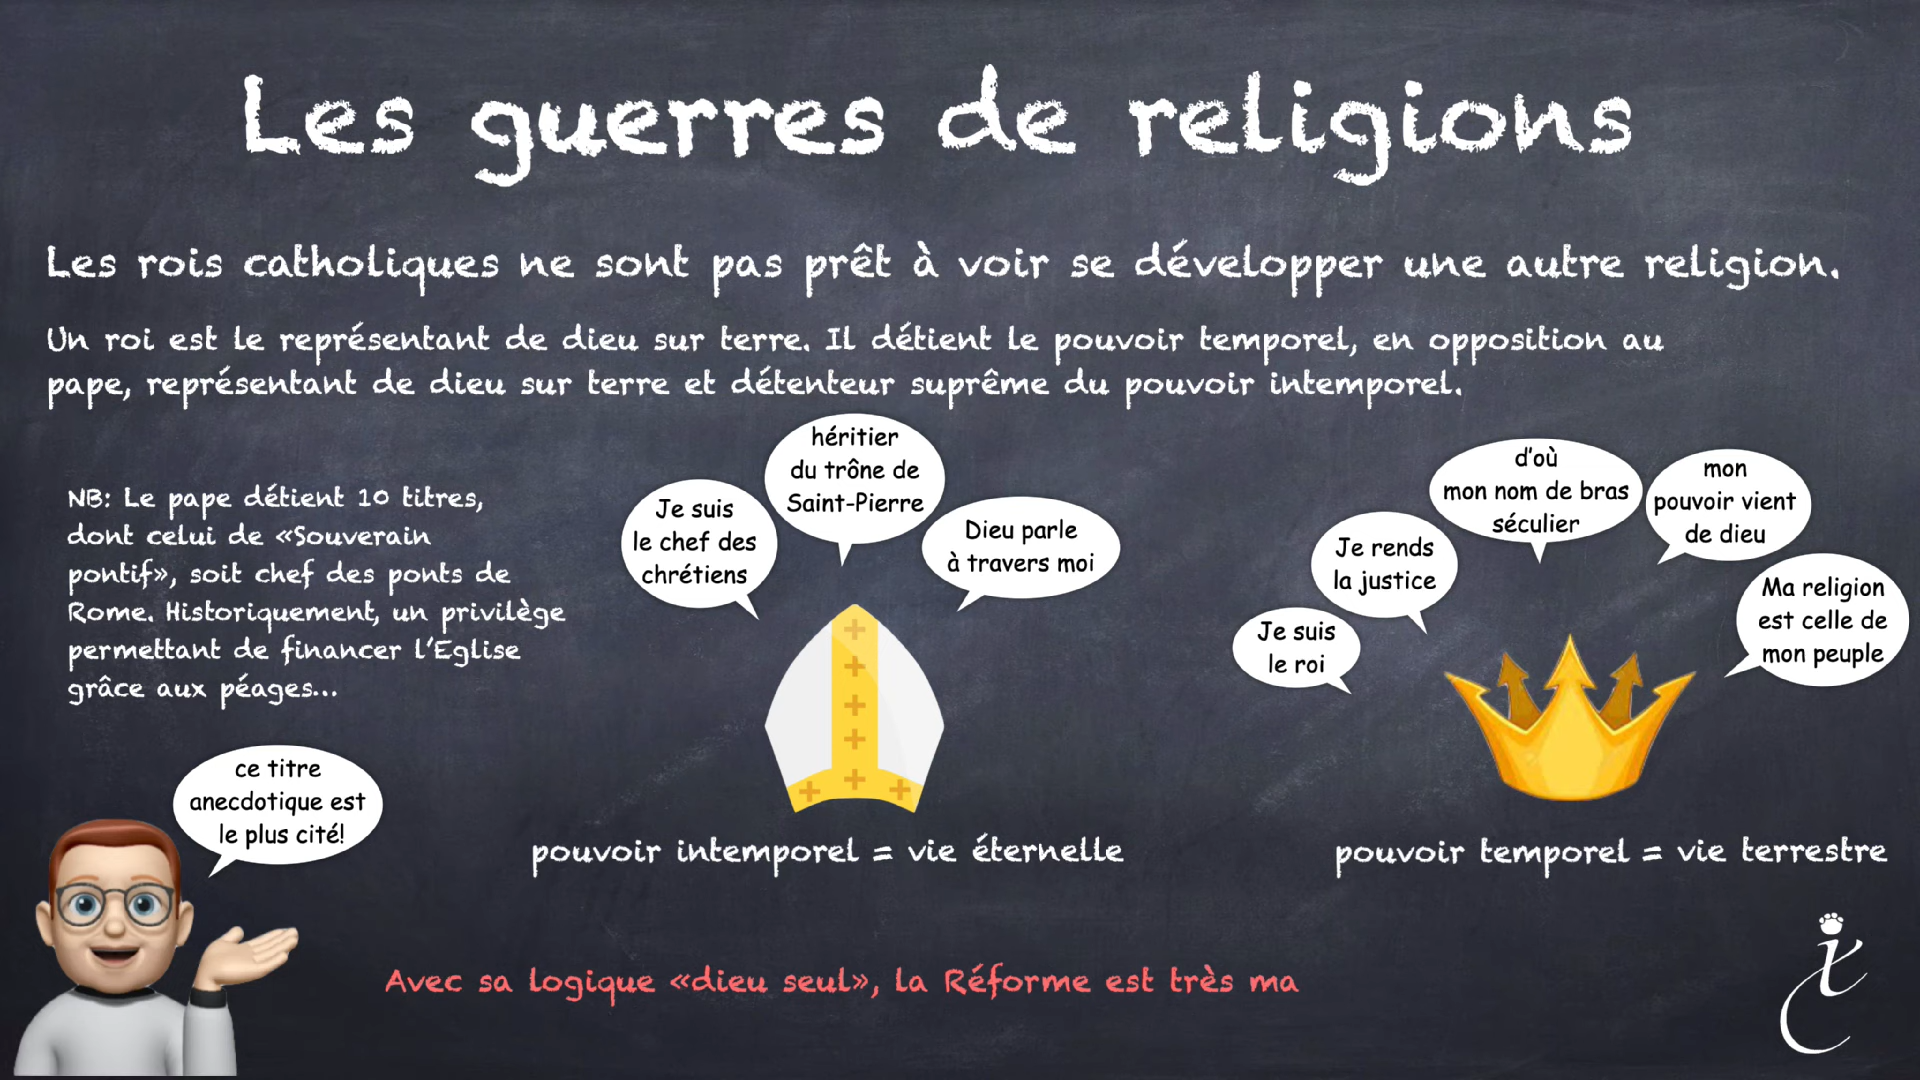 Les guerres de religions
Les rois catholiques ne sont pas prêt à voir se développer une autre religion.
Un roi est le représentant de dieu sur terre. Il détient le pouvoir temporel, en opposition au
pape, représentant de dieu sur terre et détenteur suprême du pouvoir intemporel.
NB: Le pape détient 10 titres,
dont celui de «Souverain
pontif», soit chef des ponts de
Rome. Historiquement, un privilège
permettant de financer l'Eglise
grâce aux péages...
ce titre
anecdotique est
le plus cité!
Je suis
le chef des
chrétiens
héritier
du trône de
Saint-Pierre
Dieu parle
à travers moi
pouvoir intemporel = vie éternelle
Je suis
le roi
Je rends
la justice
d'où
mon nom de bras
séculier
mon
pouvoir vient
de dieu
Ma religion
est celle de
mon peuple
pouvoir temporel = vie terrestre
Avec sa logique «dieu seul», la Réforme est très ma